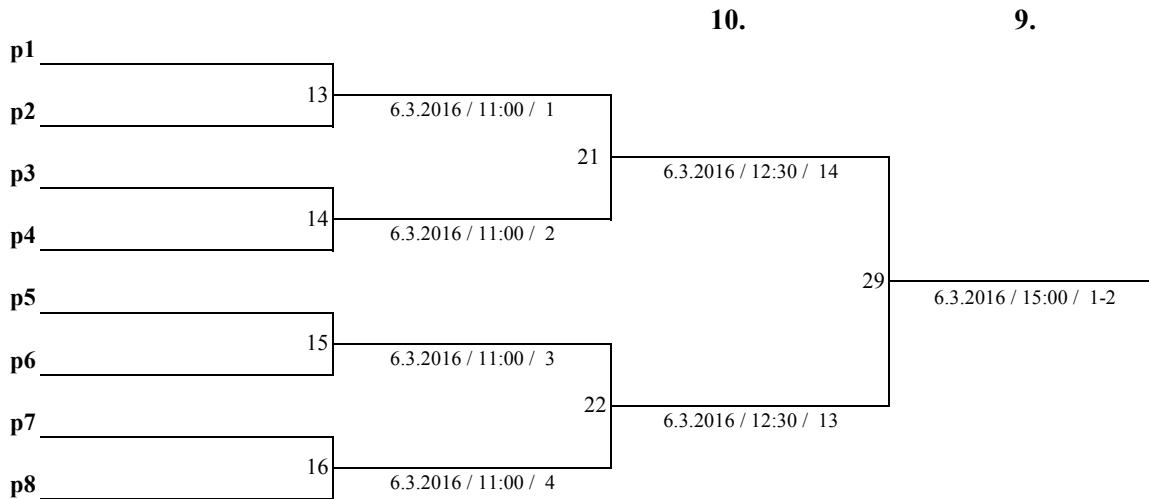 10. 9.
p1
13
6.3.2016 / 11:00 / 1
p2
21
6.3.2016 / 12:30 / 14
p3
14
6.3.2016 / 11:00 / 2
p4
29
6.3.2016 / 15:00 / 1-2
p5
15
6.3.2016 / 11:00 / 3
p6
22
6.3.2016 / 12:30 / 13
p7
16
6.3.2016 / 11:00 / 4
p8